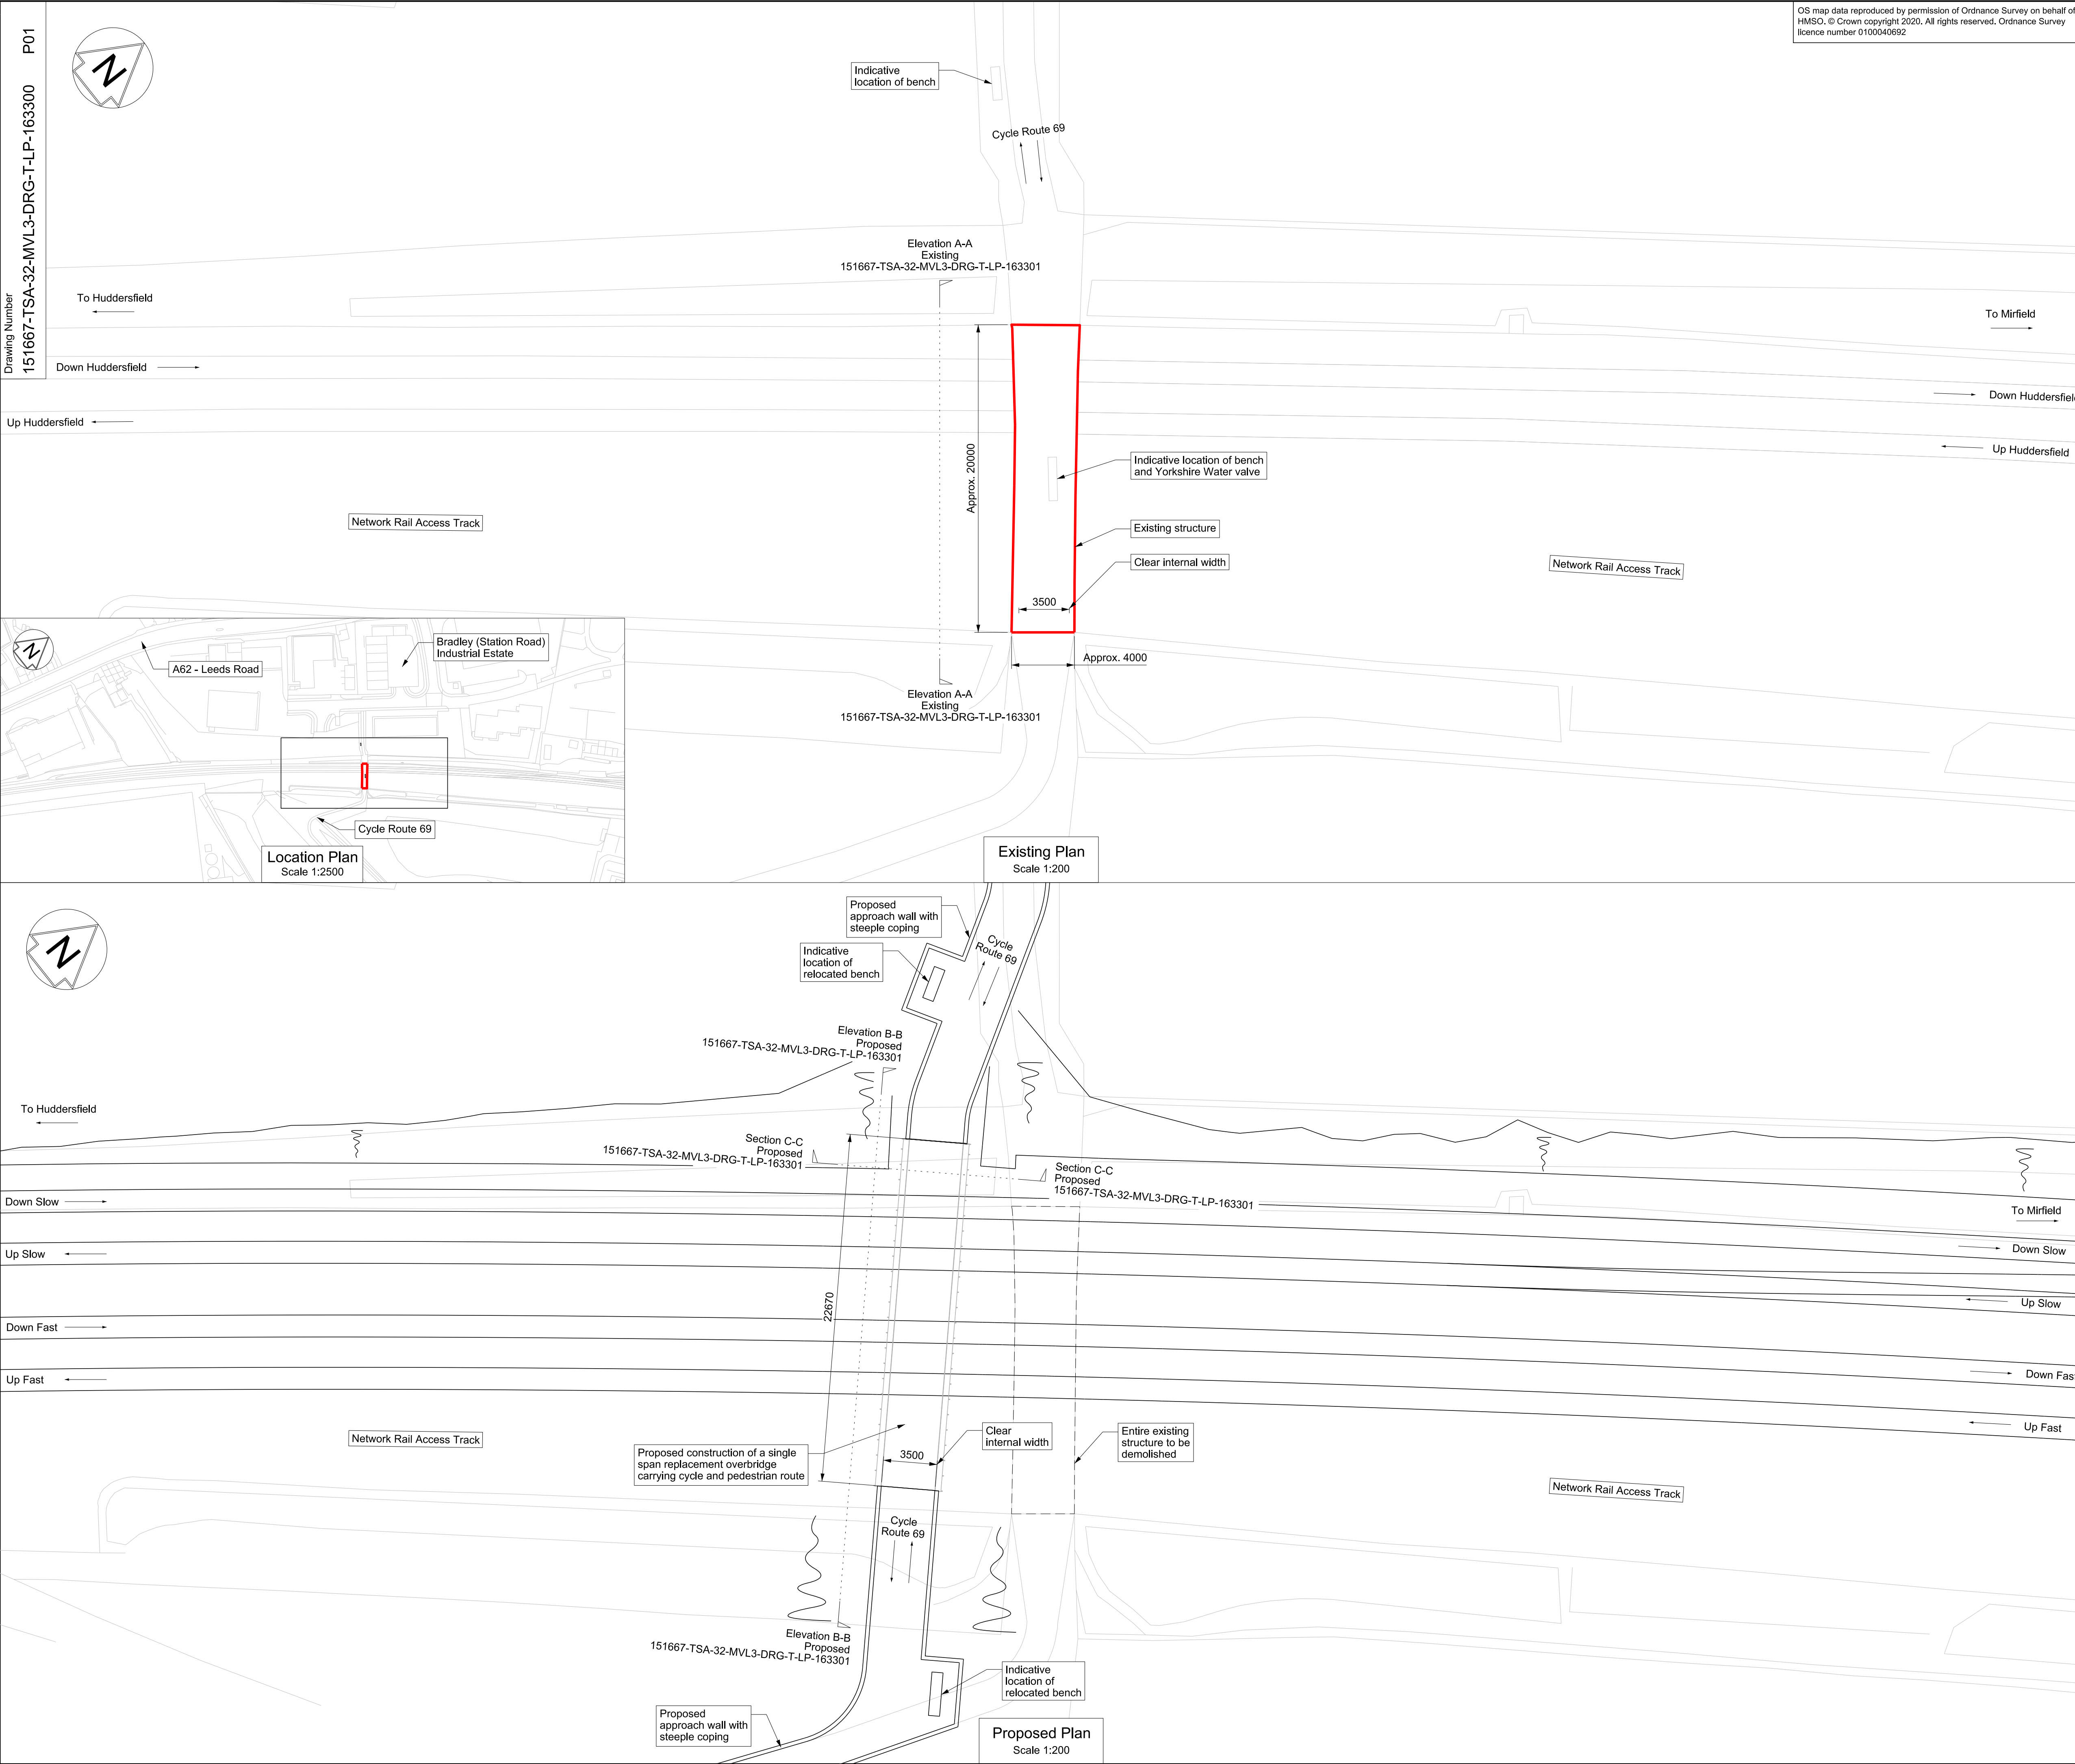 OS map data reproduced by permission of Ordnance Survey on behalf of
HMSO. © Crown copyright 2020. All rights reserved. Ordnance Survey
licence number 0100040692
Drawing Number
151667-TSA-32-MVL3-DRG-T-LP-163300 P01
N
Indicative
location of bench
Cycle Route 69
Elevation A-A
Existing
151667-TSA-32-MVL3-DRG-T-LP-163301
To Huddersfield
To Mirfield
Down Huddersfield
Down Huddersfiel
Up Huddersfield
Up Huddersfield
Approx. 20000
Indicative location of bench
and Yorkshire Water valve
Network Rail Access Track
Existing structure
Clear internal width
Network Rail Access Track
3500
Approx. 4000
Elevation A-A
Existing
151667-TSA-32-MVL3-DRG-T-LP-163301
N
A62 - Leeds Road
Bradley (Station Road)
Industrial Estate
Cycle Route 69
Location Plan
Scale 1:2500
Existing Plan
Scale 1:200
N
Proposed
approach wall with
steeple coping
Indicative
location of
relocated bench
Cycle
Route 69
Elevation B-B
Proposed
151667-TSA-32-MVL3-DRG-T-LP-163301
To Huddersfield
Section C-C
Proposed
151667-TSA-32-MVL3-DRG-T-LP-163301
Section C-C
Proposed
151667-TSA-32-MVL3-DRG-T-LP-163301
Down Slow
To Mirfield
Up Slow
Down Slow
22670
Up Slow
Down Fast
Up Fast
Down Fas
Up Fast
Network Rail Access Track
Proposed construction of a single
span replacement overbridge
carrying cycle and pedestrian route
3500
Clear
internal width
Entire existing
structure to be
demolished
Network Rail Access Track
Cycle
Route 69
Elevation B-B
Proposed
151667-TSA-32-MVL3-DRG-T-LP-163301
Indicative
location of
relocated bench
Proposed
approach wall with
steeple coping
Proposed Plan
Scale 1:200